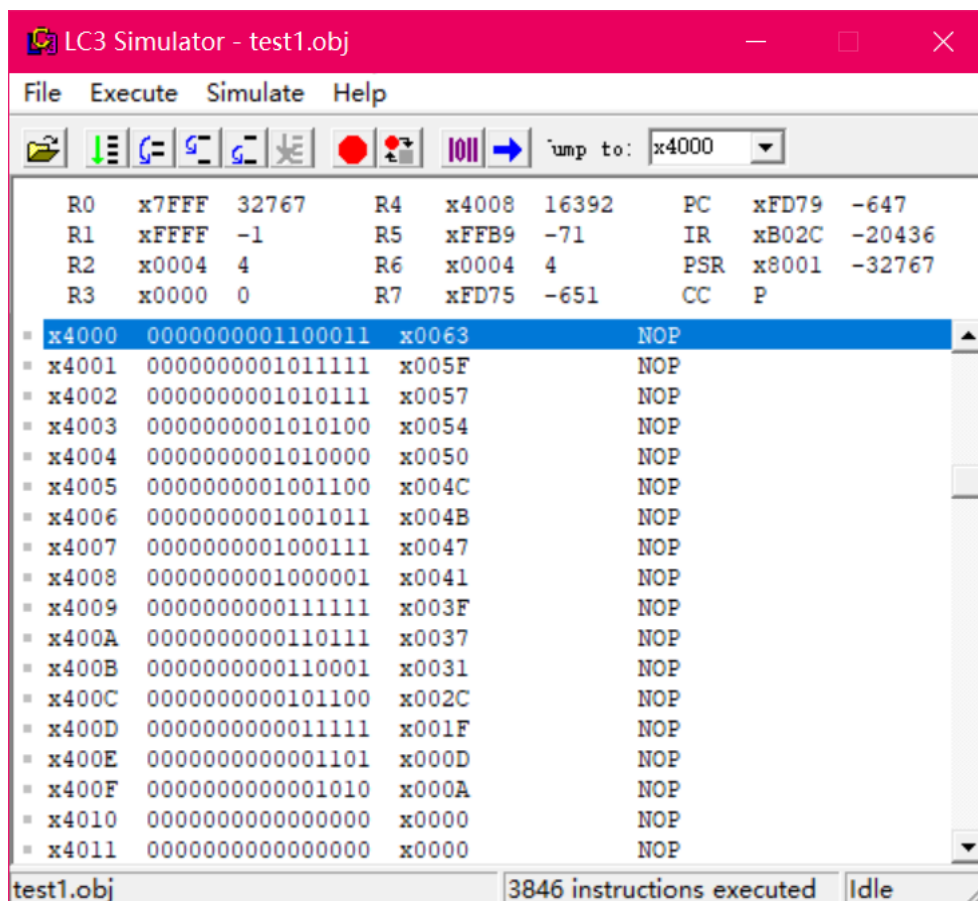 LC3 Simulator - test1.obj
File Execute Simulate Help
Jump to: x4000
R0 x7FFF 32767 R4 x4008 16392 PC xFD79 -647
R1 xFFFF -1 R5 xFFB9 -71 IR xB02C -20436
R2 x0004 4 R6 x0004 4 PSR x8001 -32767
R3 x0000 0 R7 xFD75 -651 CC P
x4000 0000000001100011 x0063 NOP
x4001 0000000001011111 x005F NOP
x4002 0000000001010111 x0057 NOP
x4003 0000000001010100 x0054 NOP
x4004 0000000001010000 x0050 NOP
x4005 0000000001001100 x004C NOP
x4006 0000000001001011 x004B NOP
x4007 0000000001000111 x0047 NOP
x4008 0000000001000001 x0041 NOP
x4009 0000000000111111 x003F NOP
x400A 0000000000110111 x0037 NOP
x400B 0000000000110001 x0031 NOP
x400C 0000000000101100 x002C NOP
x400D 0000000000011111 x001F NOP
x400E 0000000000001101 x000D NOP
x400F 0000000000001010 x000A NOP
x4010 0000000000000000 x0000 NOP
x4011 0000000000000000 x0000 NOP
test1.obj 3846 instructions executed Idle